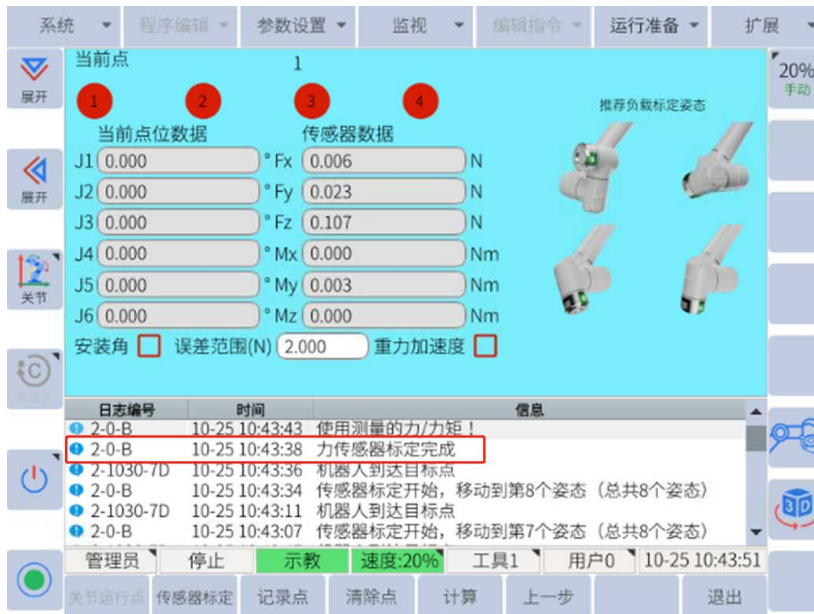 系统 程序编辑 参数设置 监视 编辑指令 运行准备 扩展
展开
展开
关节
当前点 1
1 2 3 4
当前点位数据 传感器数据
J1 0.000 ° Fx 0.006 N
J2 0.000 ° Fy 0.023 N
J3 0.000 ° Fz 0.107 N
J4 0.000 ° Mx 0.000 Nm
J5 0.000 ° My 0.003 Nm
J6 0.000 ° Mz 0.000 Nm
安装角 误差范围(N) 2.000 重力加速度
推荐负载标定姿态
20%
手动
日志编号 时间 信息
2-0-B 10-25 10:43:43 使用测量的力/力矩！
2-0-B 10-25 10:43:38 力传感器标定完成
2-1030-7D 10-25 10:43:36 机器人到达目标点
2-0-B 10-25 10:43:34 传感器标定开始，移动到第8个姿态（总共8个姿态）
2-1030-7D 10-25 10:43:11 机器人到达目标点
2-0-B 10-25 10:43:07 传感器标定开始，移动到第7个姿态（总共8个姿态）
3D
管理员 停止 示教 速度:20% 工具1 用户0 10-25 10:43:51
关节运行点 传感器标定 记录点 清除点 计算 上一步 退出